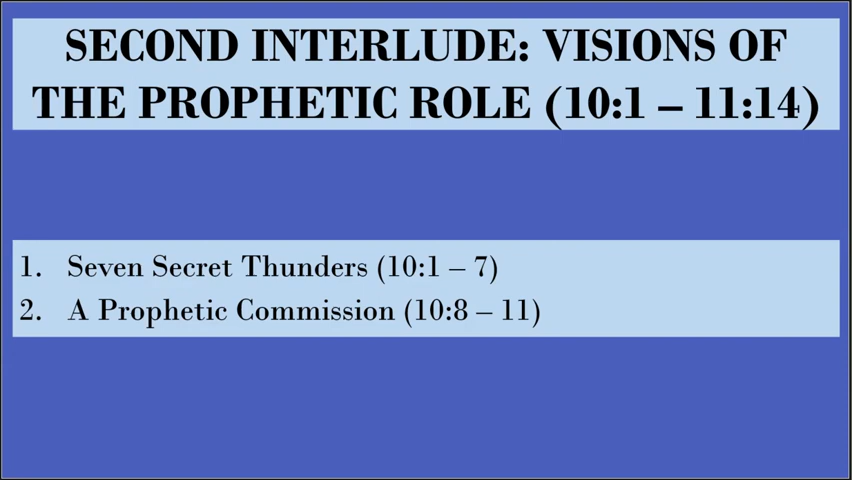 SECOND INTERLUDE: VISIONS OF
THE PROPHETIC ROLE (10:1 – 11:14)
1. Seven Secret Thunders (10:1 – 7)
2. A Prophetic Commission (10:8 – 11)